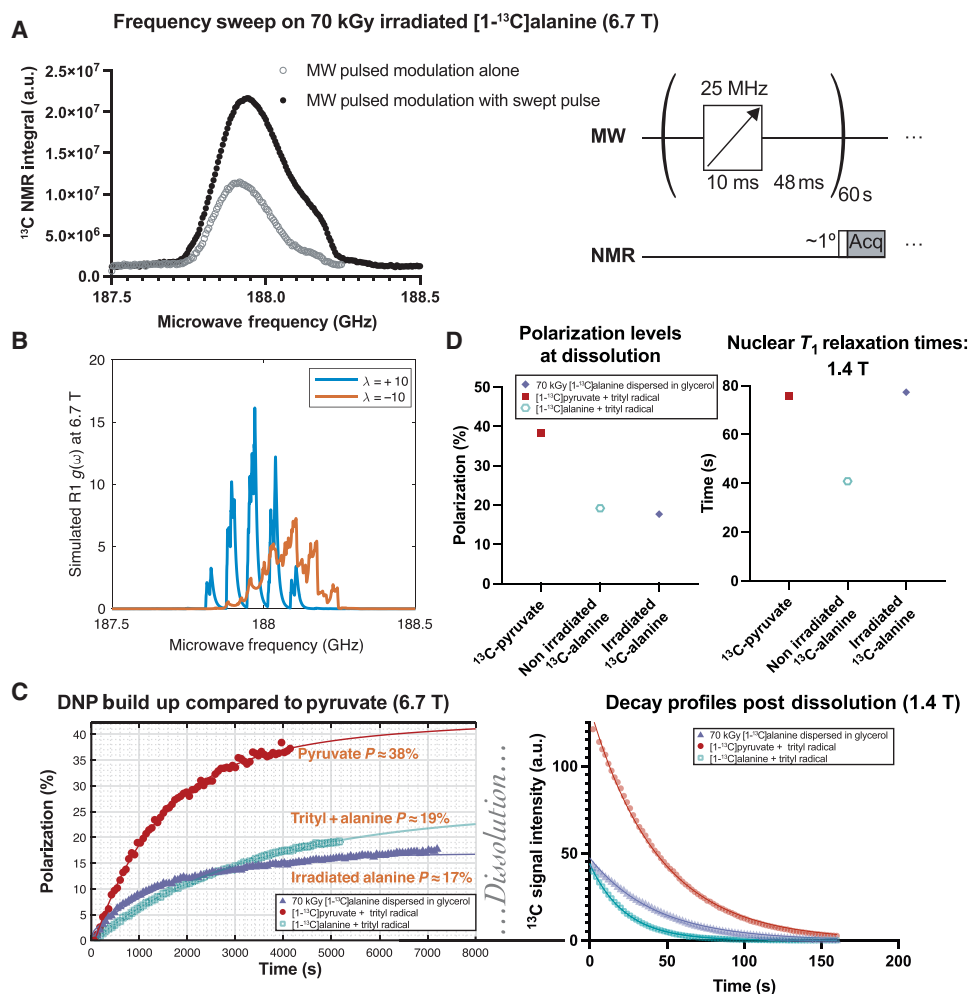 Frequency sweep on 70 kGy irradiated [1-¹³C]alanine (6.7 T)
A
¹³C NMR integral (a.u.)
2.5×10⁷
2.0×10⁷
1.5×10⁷
1.0×10⁷
5.0×10⁶
0.0
187.5
188.0
188.5
Microwave frequency (GHz)
MW pulsed modulation alone
MW pulsed modulation with swept pulse
25 MHz
MW
10 ms
48 ms
60 s
...
NMR
~1º
Acq
...
B
Simulated R1 g(ω) at 6.7 T
20
15
10
5
0
187.5
188
188.5
Microwave frequency (GHz)
λ = + 10
λ = −10
D
Polarization levels
at dissolution
Polarization (%)
50
40
30
20
10
0
70 kGy [1-¹³C]alanine dispersed in glycerol
[1-¹³C]pyruvate + trityl radical
[1-¹³C]alanine + trityl radical
¹³C-pyruvate
Non irradiated
¹³C-alanine
Irradiated
¹³C-alanine
Nuclear T₁ relaxation times:
1.4 T
Time (s)
80
60
40
20
0
¹³C-pyruvate
Non irradiated
¹³C-alanine
Irradiated
¹³C-alanine
C
DNP build up compared to pyruvate (6.7 T)
Polarization (%)
40
35
30
25
20
15
10
5
0
0
1000
2000
3000
4000
5000
6000
7000
8000
Time (s)
Pyruvate P ≈ 38%
Trityl + alanine P ≈ 19%
Irradiated alanine P ≈ 17%
70 kGy [1-¹³C]alanine dispersed in glycerol
[1-¹³C]pyruvate + trityl radical
[1-¹³C]alanine + trityl radical
...Dissolution...
Decay profiles post dissolution (1.4 T)
¹³C signal intensity (a.u.)
100
50
0
0
50
100
150
200
Time (s)
70 kGy [1-¹³C]alanine dispersed in glycerol
[1-¹³C]pyruvate + trityl radical
[1-¹³C]alanine + trityl radical